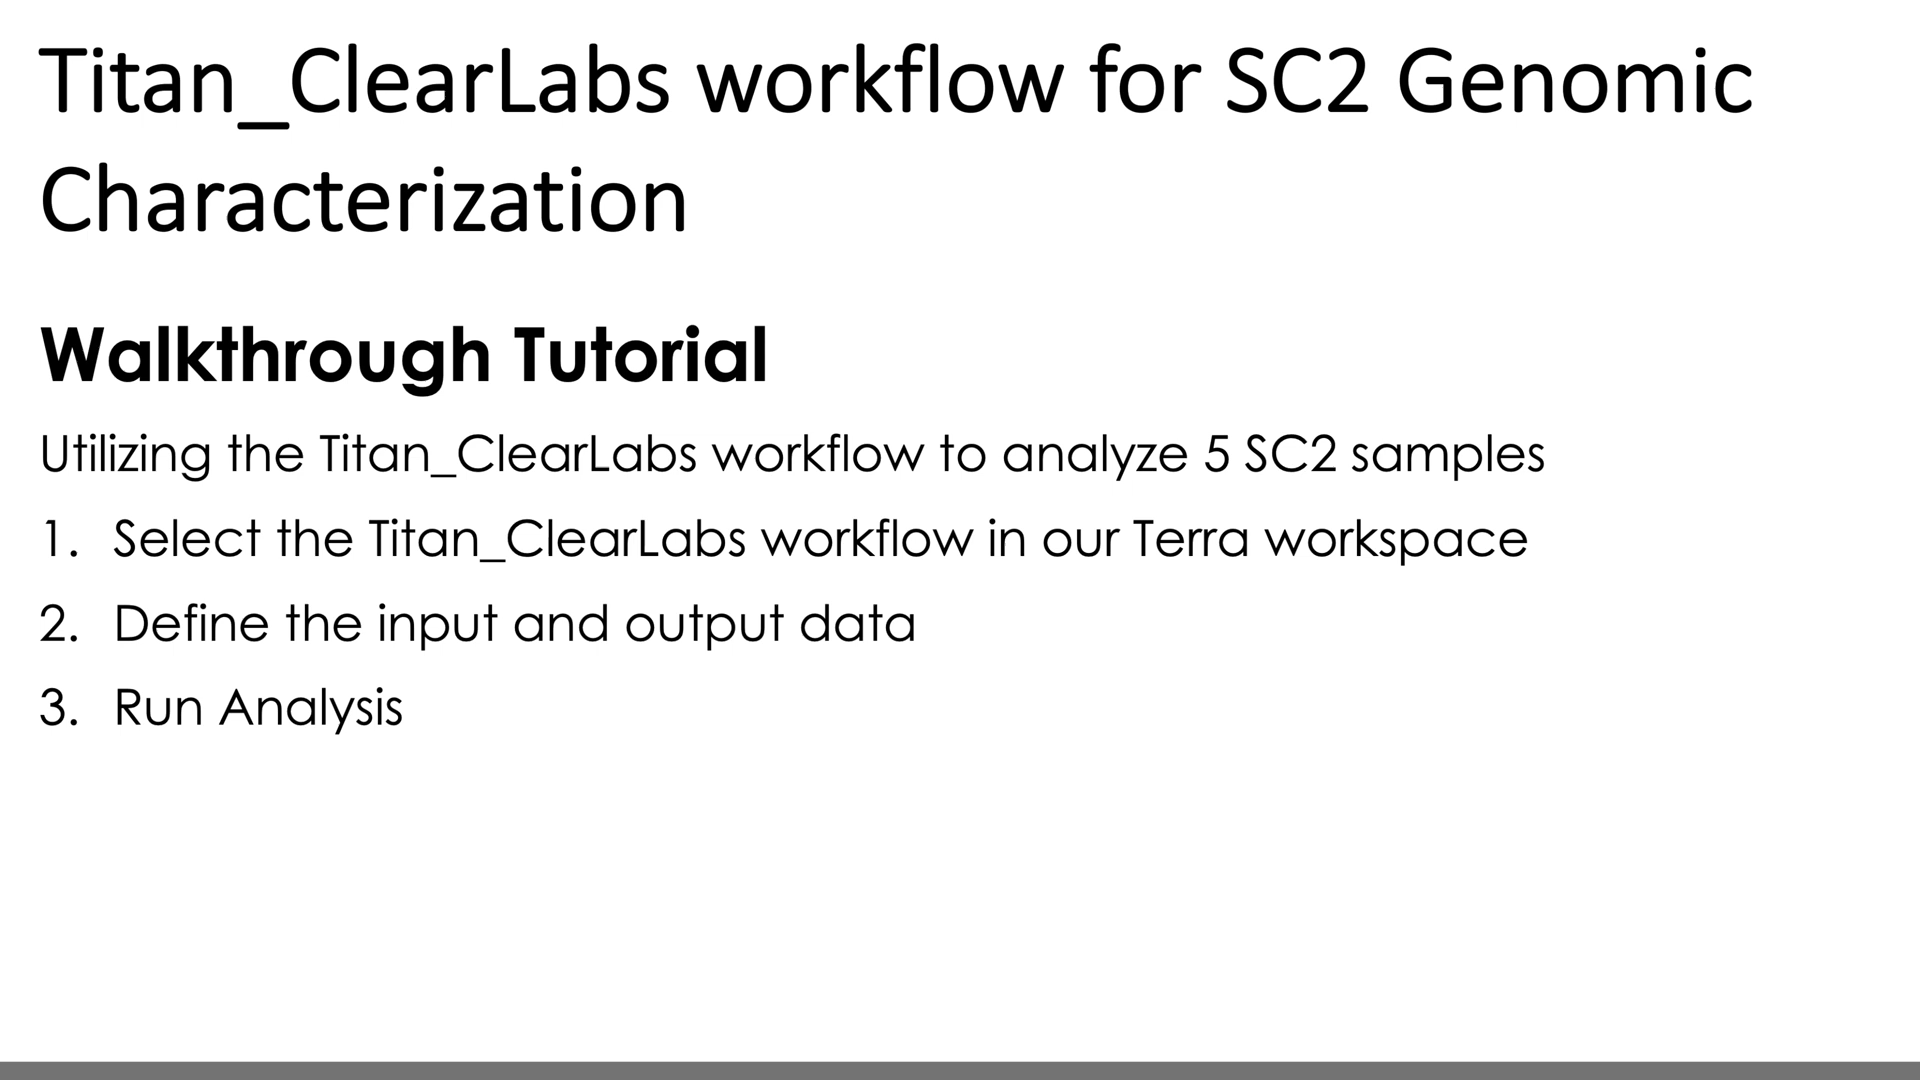 Titan_ClearLabs workflow for SC2 Genomic
Characterization
Walkthrough Tutorial
Utilizing the Titan_ClearLabs workflow to analyze 5 SC2 samples
1. Select the Titan_ClearLabs workflow in our Terra workspace
2. Define the input and output data
3. Run Analysis